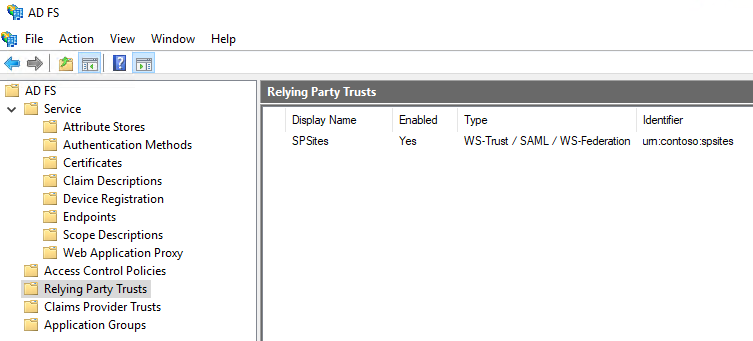 AD FS
File Action View Window Help
AD FS
Service
Attribute Stores
Authentication Methods
Certificates
Claim Descriptions
Device Registration
Endpoints
Scope Descriptions
Web Application Proxy
Access Control Policies
Relying Party Trusts
Claims Provider Trusts
Application Groups
Relying Party Trusts
Display Name Enabled Type Identifier
SPSites Yes WS-Trust / SAML / WS-Federation urn:contoso:spsites